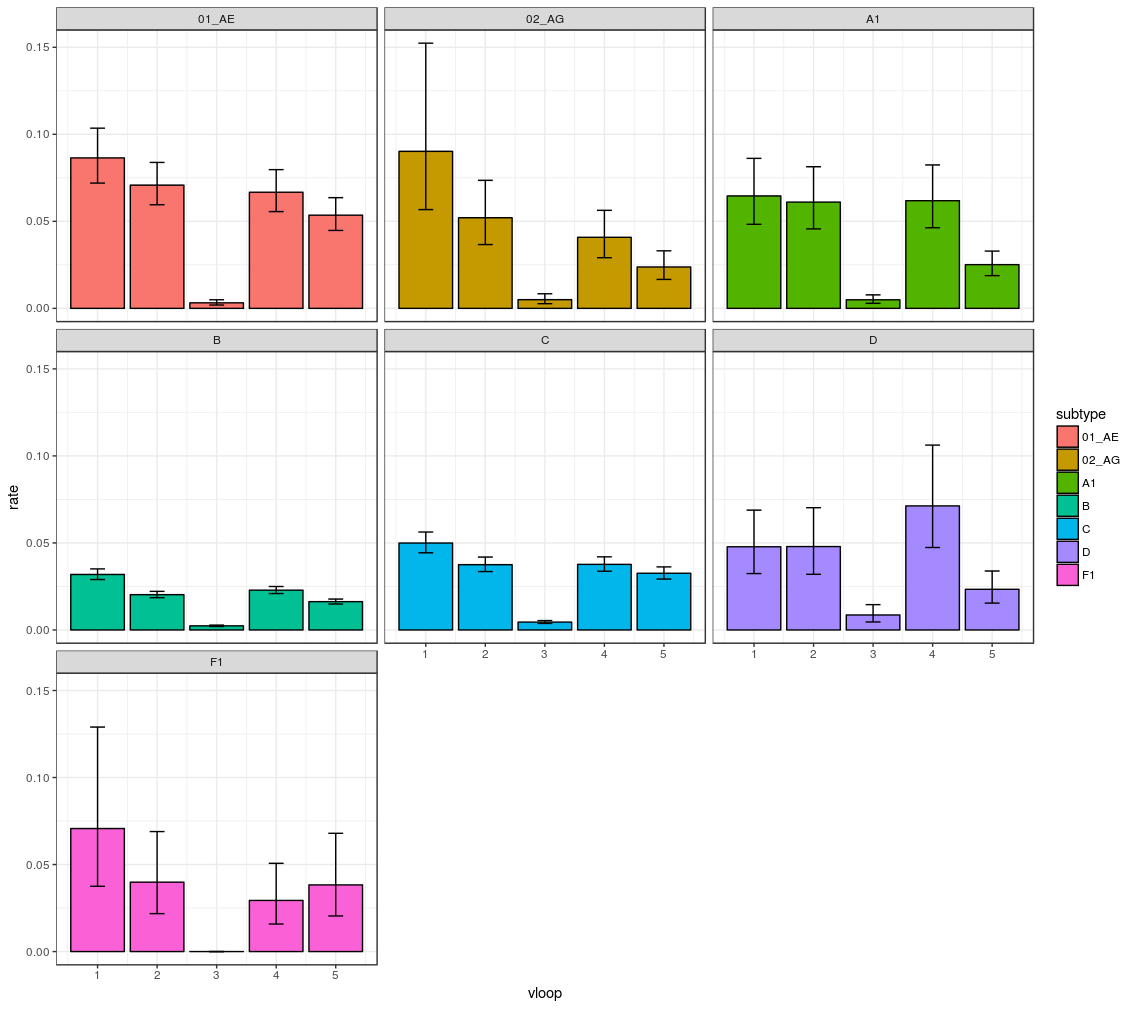 01_AE 02_AG A1
0.15
0.10
0.05
0.00
B C D
0.15
0.10
0.05
0.00
1 2 3 4 5 1 2 3 4 5
F1
0.15
0.10
0.05
0.00
1 2 3 4 5
vloop
rate
subtype
01_AE
02_AG
A1
B
C
D
F1